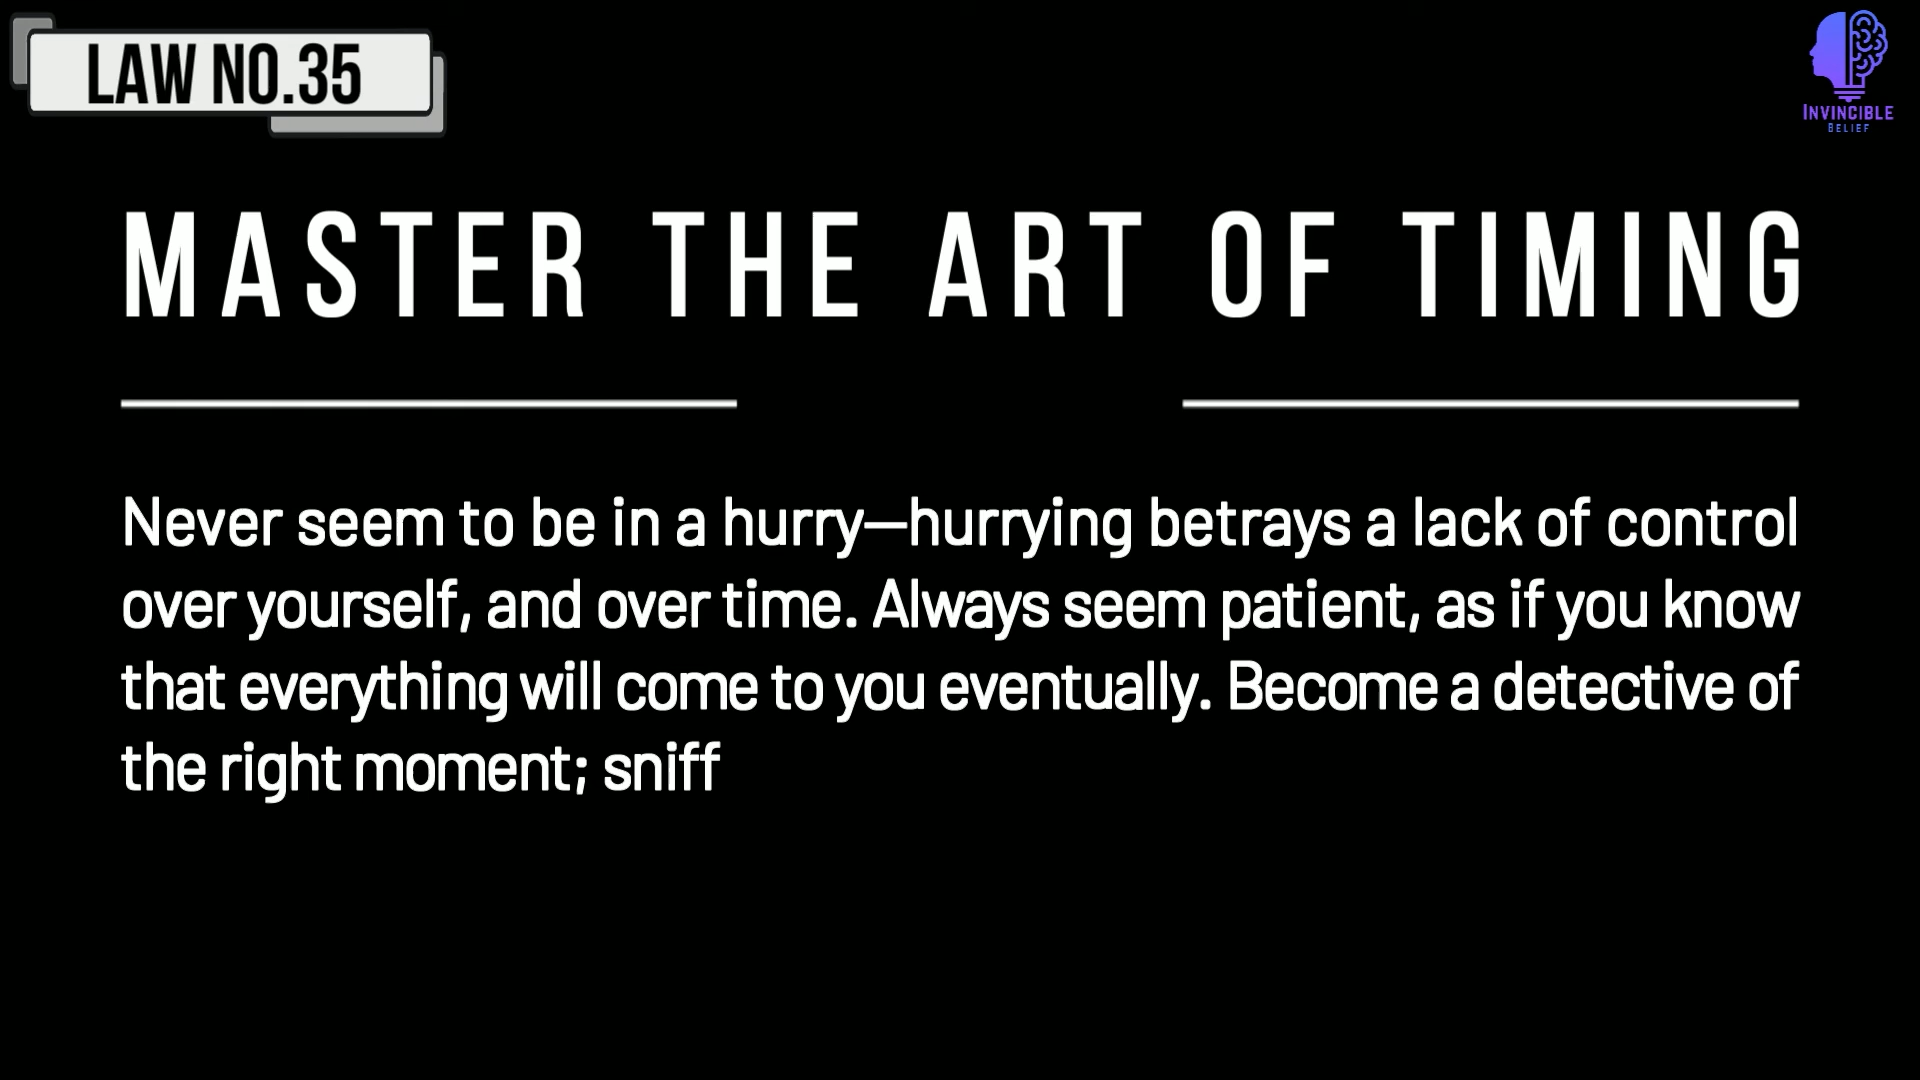 LAW NO.35
INVINCIBLE
BELIEF
MASTER THE ART OF TIMING
Never seem to be in a hurry—hurrying betrays a lack of control
over yourself, and over time. Always seem patient, as if you know
that everything will come to you eventually. Become a detective of
the right moment; sniff